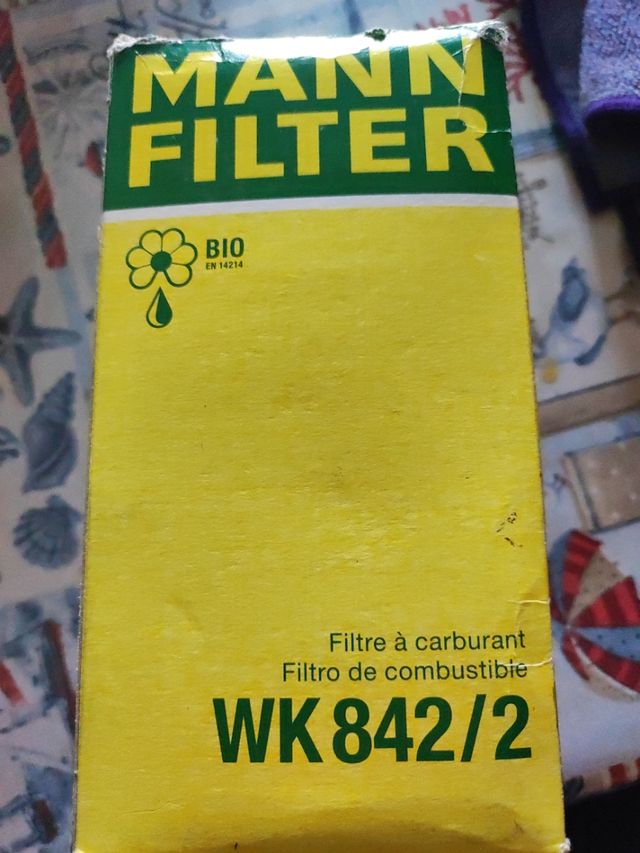 MANN
FILTER
BIO
EN 14214
Filtre à carburant
Filtro de combustible
WK 842/2